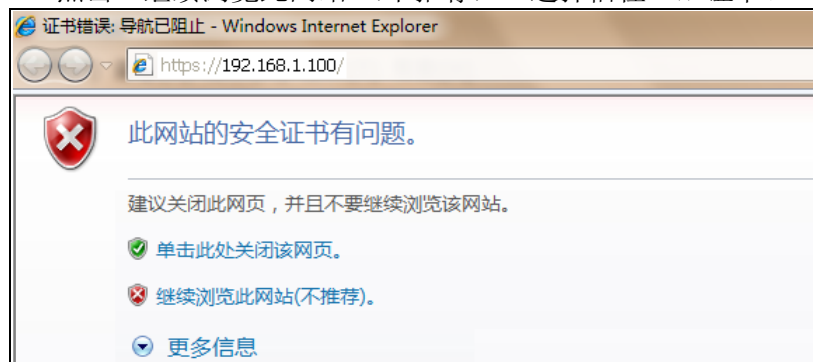 证书错误: 导航已阻止 - Windows Internet Explorer
https://192.168.1.100/
此网站的安全证书有问题。
建议关闭此网页，并且不要继续浏览该网站。
单击此处关闭该网页。
继续浏览此网站(不推荐)。
更多信息